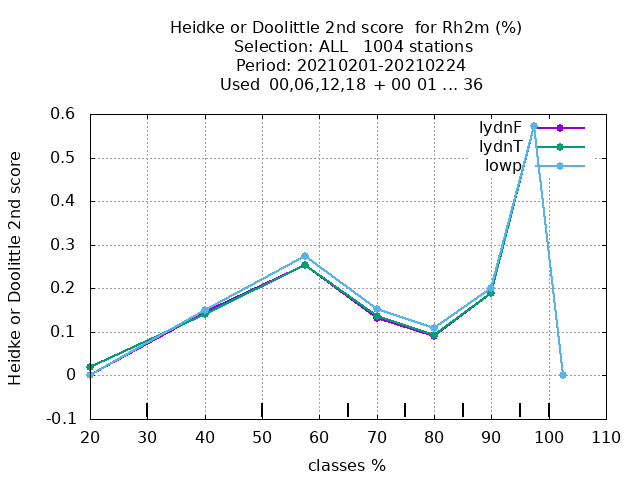 Heidke or Doolittle 2nd score  for Rh2m (%)
Selection: ALL   1004 stations
Period: 20210201-20210224
Used  00,06,12,18  + 00 01 ... 36
lydnF
lydnT
lowp
Heidke or Doolittle 2nd score
0.6
0.5
0.4
0.3
0.2
0.1
0
-0.1
20 30 40 50 60 70 80 90 100 110
classes %